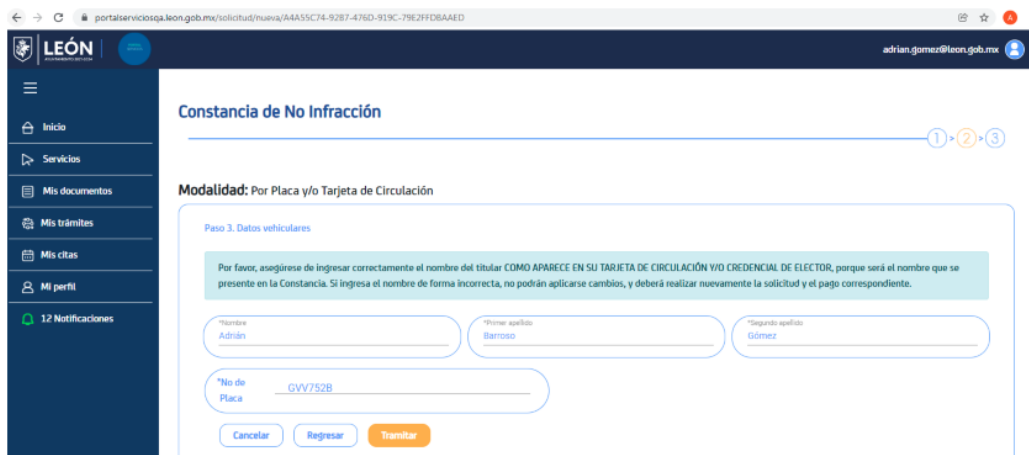 portalserviciosqa.leon.gob.mx/solicitud/nueva/A4A55C74-9287-476D-919C-79E2FFDBAAED
A
LEÓN
adrian.gomez@leon.gob.mx
Inicio
Servicios
Mis documentos
Mis trámites
Mis citas
Mi perfil
12 Notificaciones
Constancia de No Infracción
1 > 2 > 3
Modalidad: Por Placa y/o Tarjeta de Circulación
Paso 3. Datos vehiculares
Por favor, asegúrese de ingresar correctamente el nombre del titular COMO APARECE EN SU TARJETA DE CIRCULACIÓN Y/O CREDENCIAL DE ELECTOR, porque será el nombre que se
presente en la Constancia. Si ingresa el nombre de forma incorrecta, no podrán aplicarse cambios, y deberá realizar nuevamente la solicitud y el pago correspondiente.
*Nombre *Primer apellido *Segundo apellido
Adrián Barroso Gómez
*No de
Placa GVV752B
Cancelar Regresar Tramitar